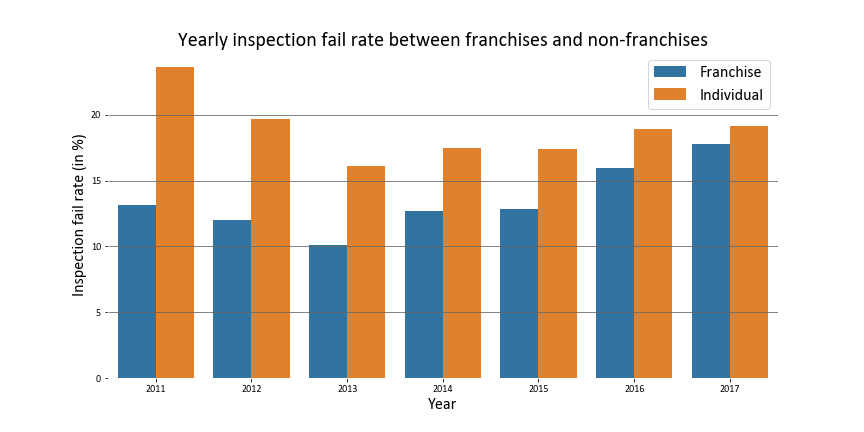 Yearly inspection fail rate between franchises and non-franchises
Franchise
Individual
Inspection fail rate (in %)
20
15
10
5
0
2011 2012 2013 2014 2015 2016 2017
Year